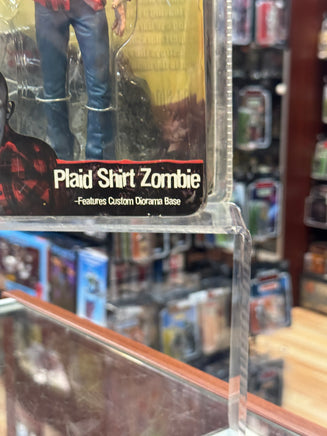 Plaid Shirt Zombie
-Features Custom Diorama Base